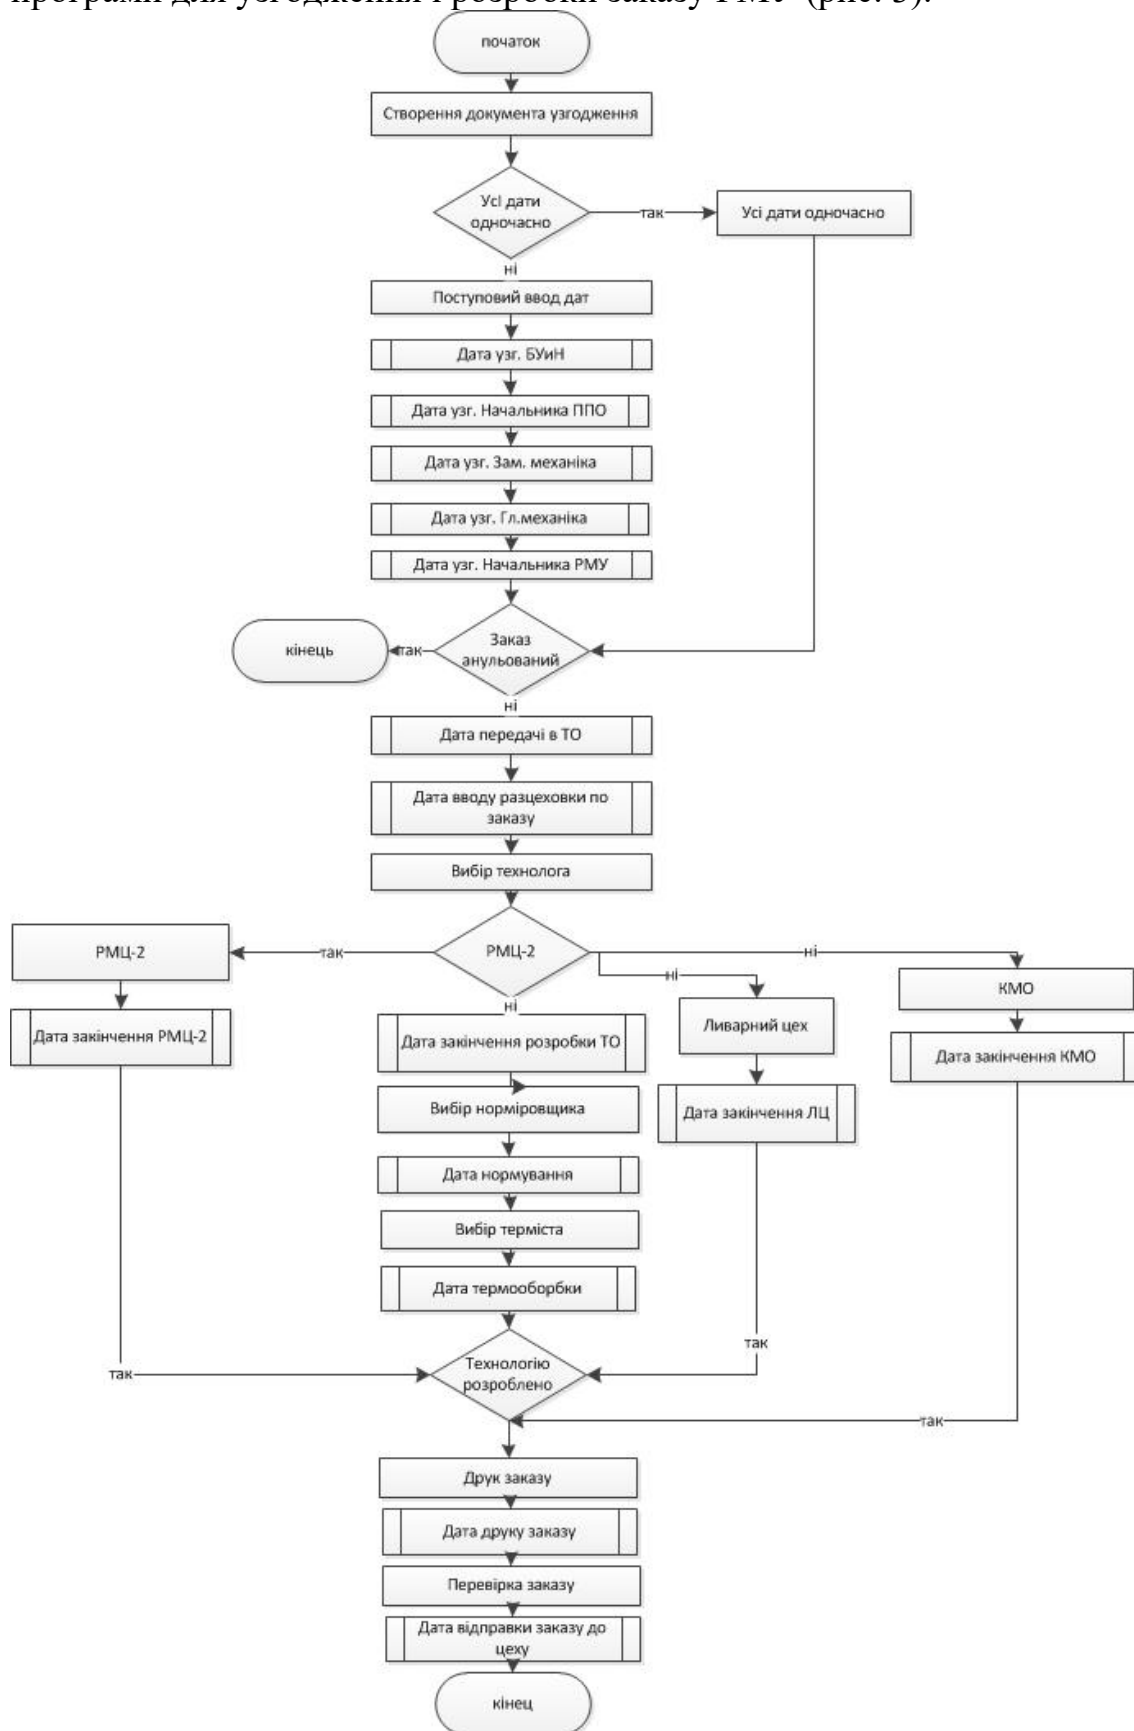 програми для узгодження і розробки заказу РМУ (рис. 3).
початок
Створення документа узгодження
Усі дати
одночасно
так
Усі дати одночасно
ні
Поступовий ввод дат
Дата узг. БУиН
Дата узг. Начальника ППО
Дата узг. Зам. механіка
Дата узг. Гл.механіка
Дата узг. Начальника РМУ
Заказ
анульований
так
кінець
ні
Дата передачі в ТО
Дата вводу разцеховки по
заказу
Вибір технолога
РМЦ-2
так
РМЦ-2
ні
ні
КМО
ні
Ливарний цех
Дата закінчення РМЦ-2
Дата закінчення розробки ТО
Дата закінчення КМО
Вибір норміровщика
Дата закінчення ЛЦ
Дата нормування
Вибір терміста
Дата термооборбки
так
Технологію
розроблено
так
так
Друк заказу
Дата друку заказу
Перевірка заказу
Дата відправки заказу до
цеху
кінец